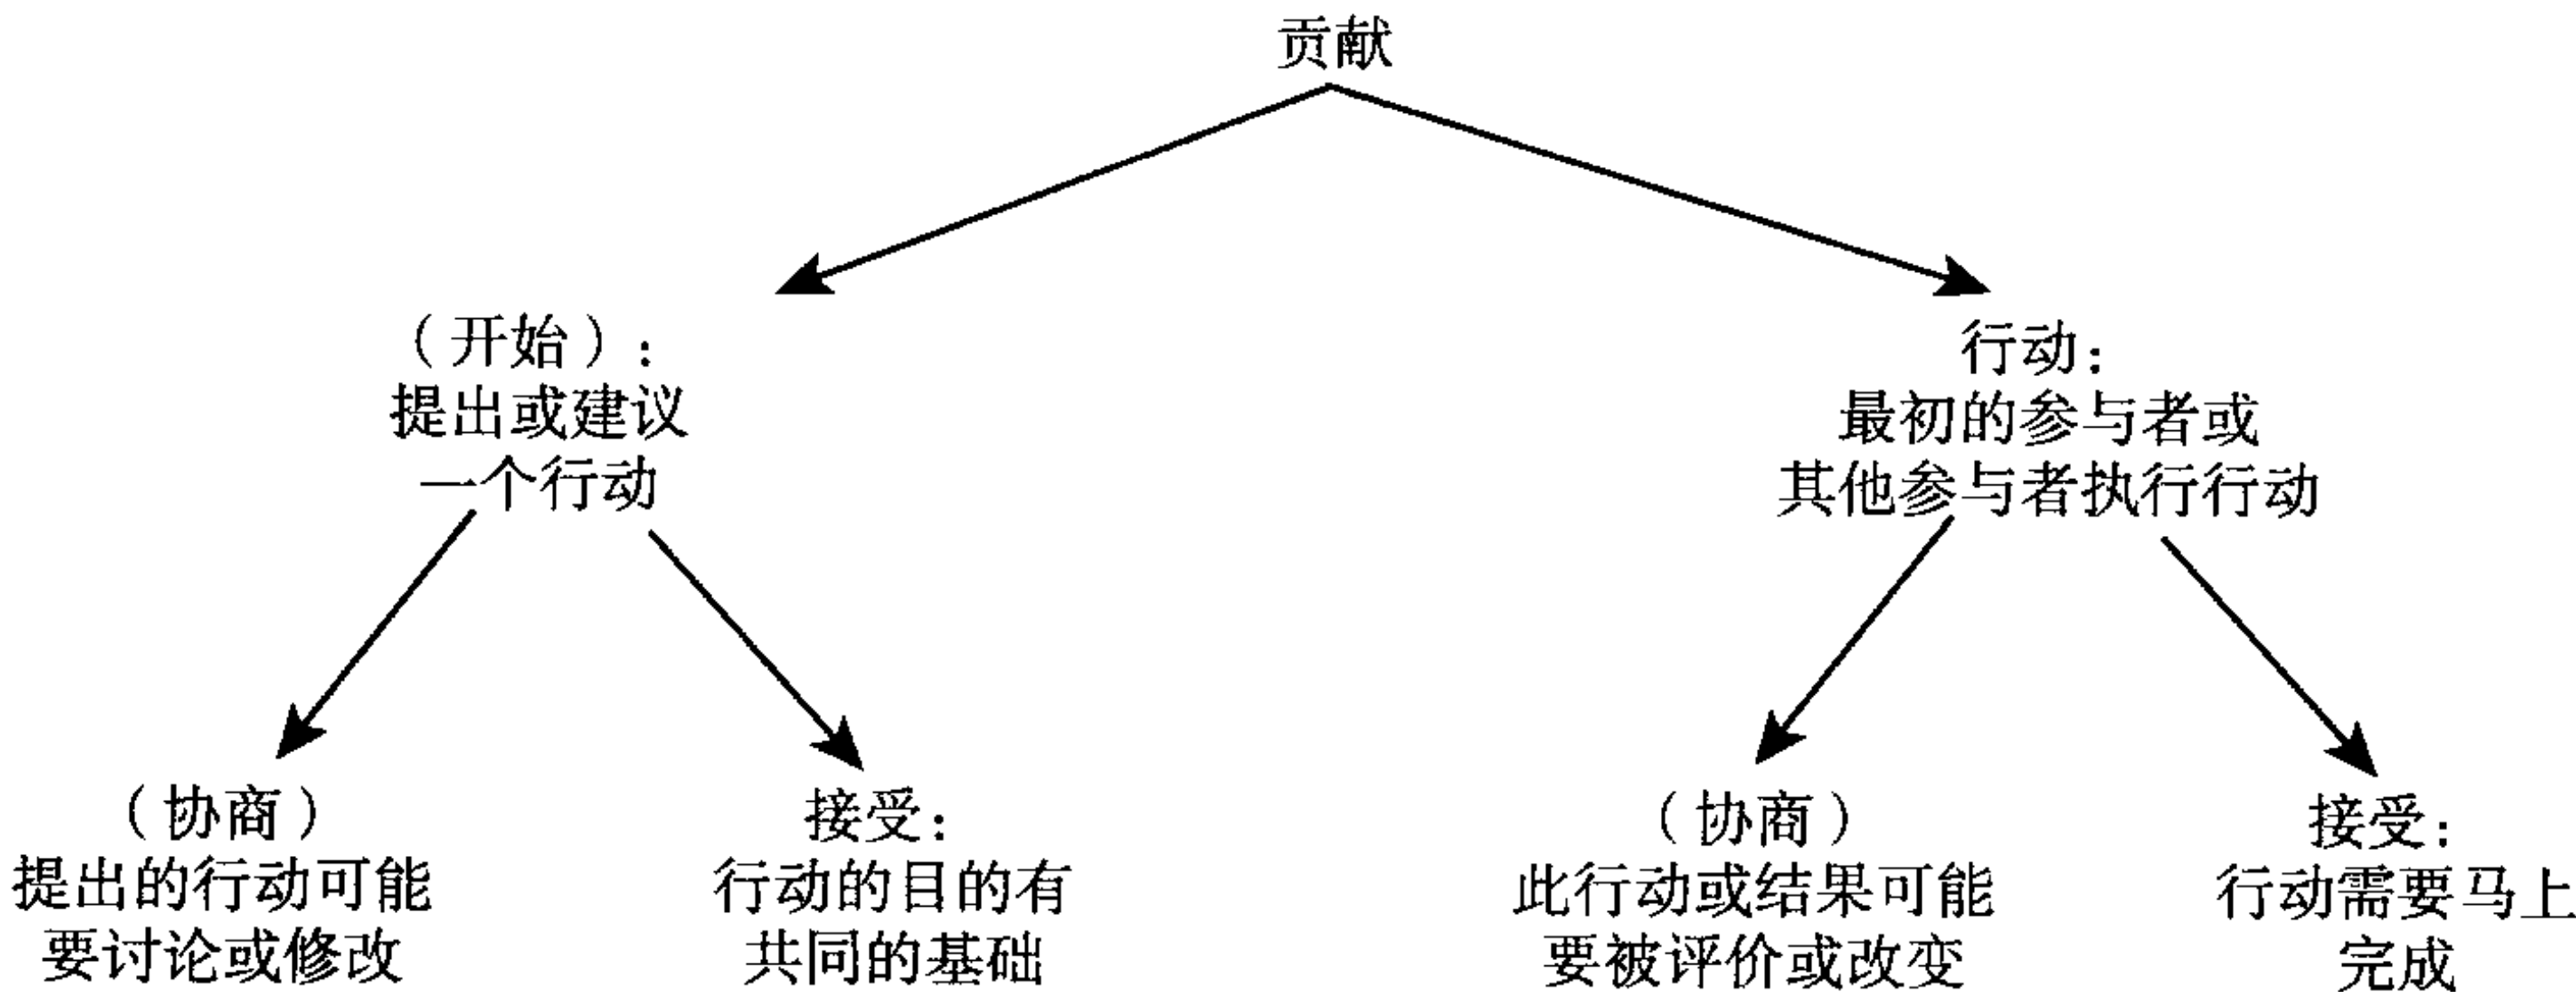 贡献
（开始）：
提出或建议
一个行动
行动：
最初的参与者或
其他参与者执行行动
（协商）
提出的行动可能
要讨论或修改
接受：
行动的目的有
共同的基础
（协商）
此行动或结果可能
要被评价或改变
接受：
行动需要马上
完成